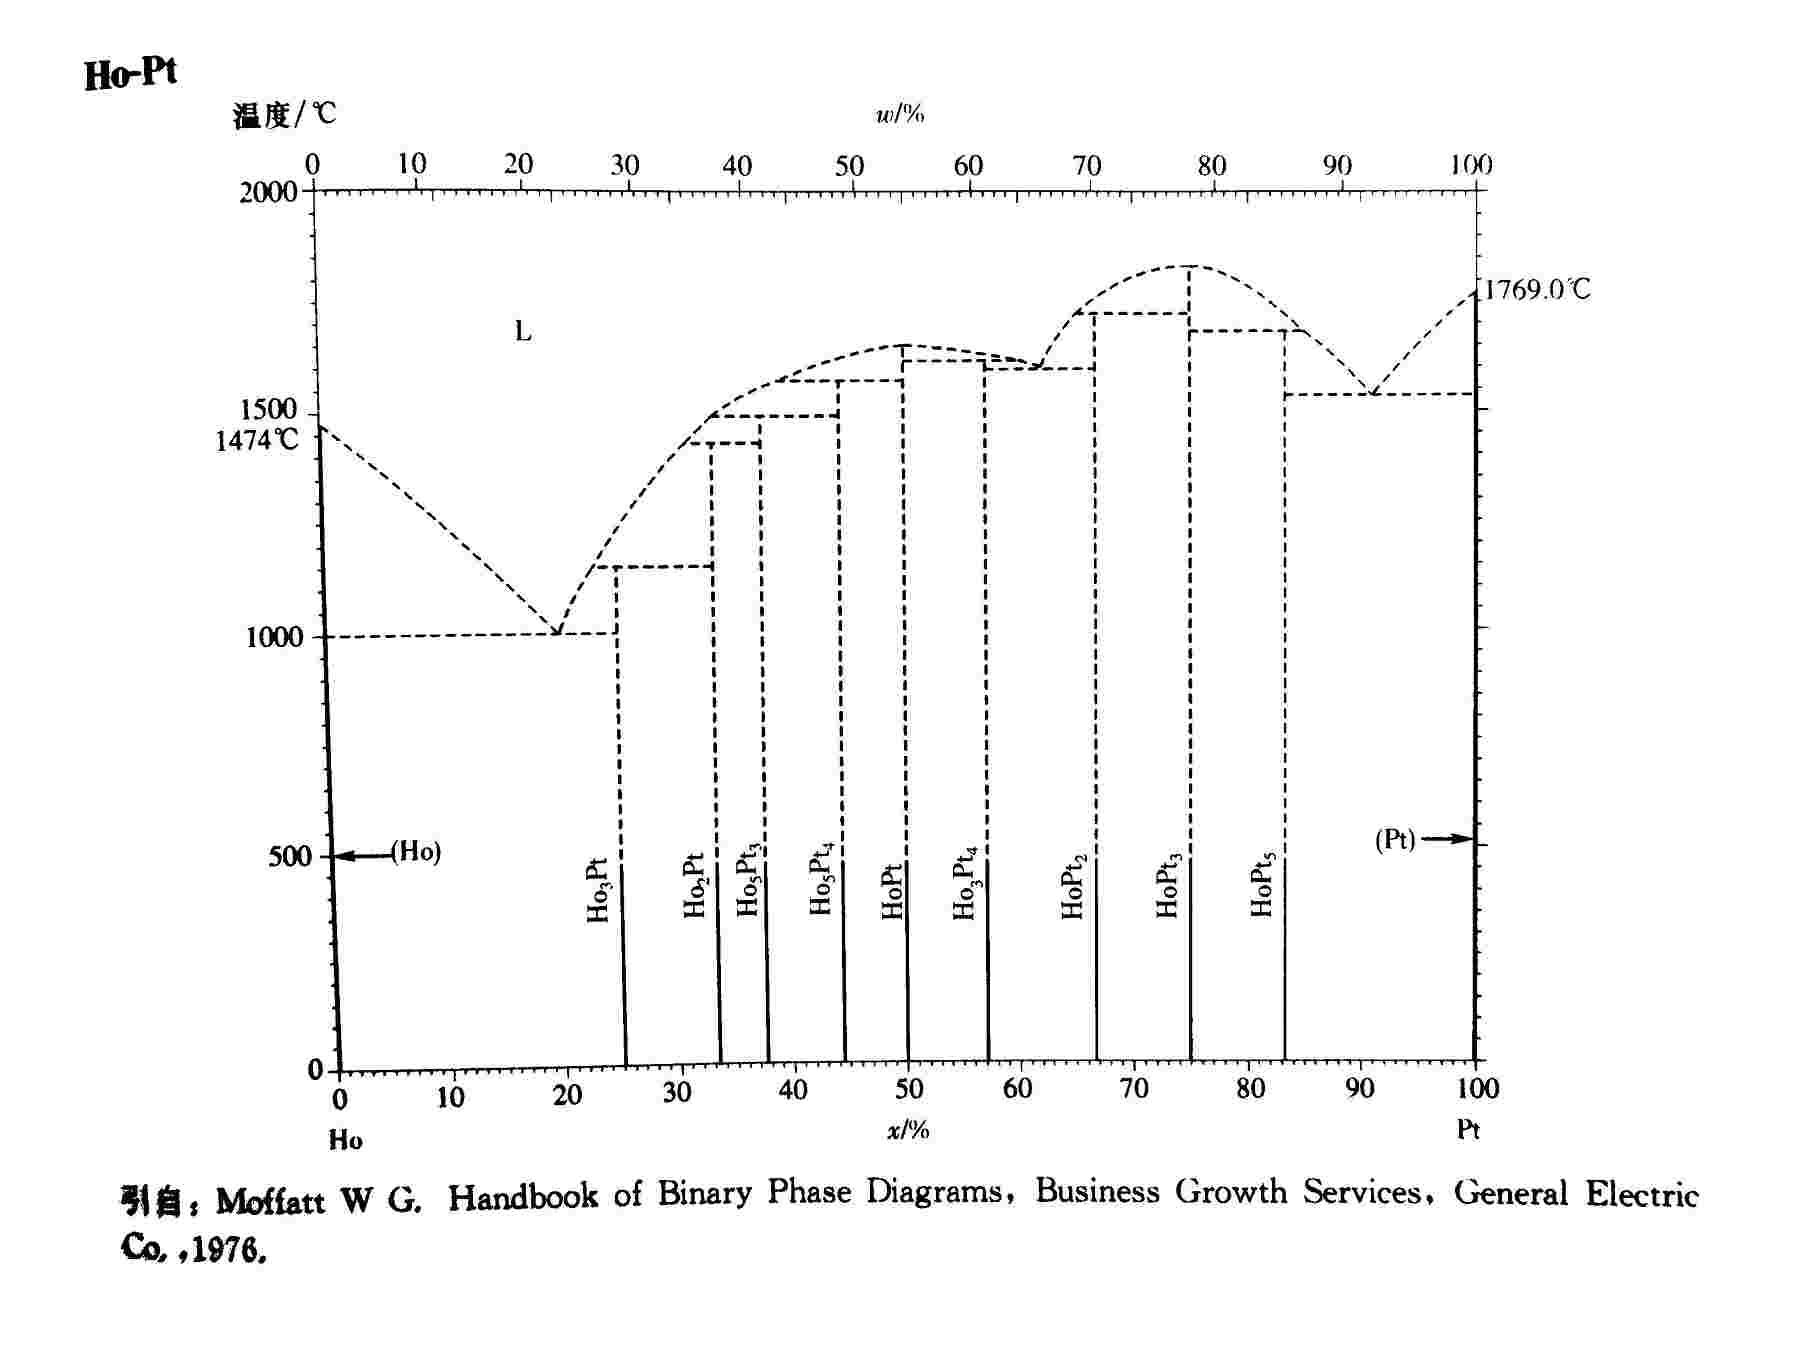 Ho-Pt
温度/℃
w/%
0 10 20 30 40 50 60 70 80 90 100
2000
1769.0℃
L
1500
1474℃
1000
500
(Ho)
(Pt)
Ho₃Pt
Ho₂Pt
Ho₅Pt₃
Ho₅Pt₄
HoPt
Ho₃Pt₄
HoPt₂
HoPt₃
HoPt₅
0
0 10 20 30 40 50 60 70 80 90 100
Ho
x/%
Pt
引自：Moffatt W G. Handbook of Binary Phase Diagrams, Business Growth Services, General Electric
Co.,1976.